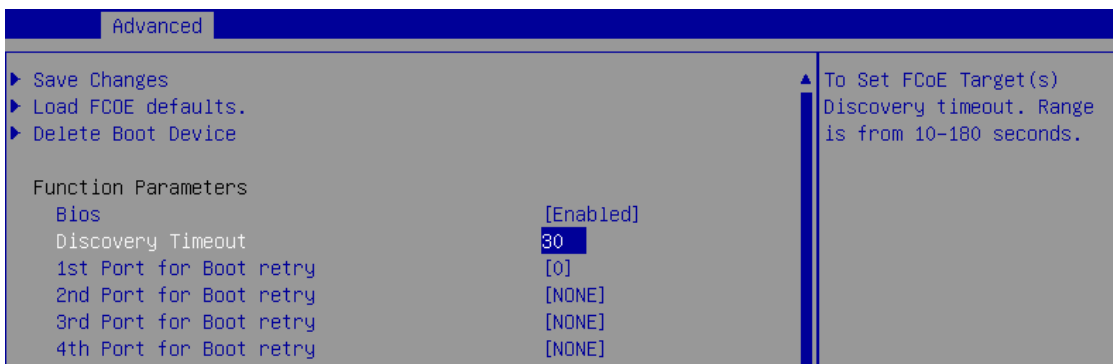 Advanced
Save Changes
Load FCOE defaults.
Delete Boot Device
Function Parameters
Bios [Enabled]
Discovery Timeout 30
1st Port for Boot retry [0]
2nd Port for Boot retry [NONE]
3rd Port for Boot retry [NONE]
4th Port for Boot retry [NONE]
To Set FCoE Target(s)
Discovery timeout. Range
is from 10-180 seconds.